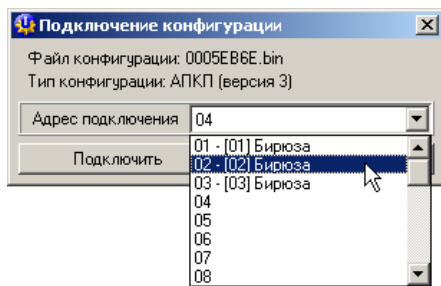 Подключение конфигурации
Файл конфигурации: 0005EB6E.bin
Тип конфигурации: АПКП (версия 3)
Адрес подключения 04
Подключить
01 - [01] Бирюза
02 - [02] Бирюза
03 - [03] Бирюза
04
05
06
07
08